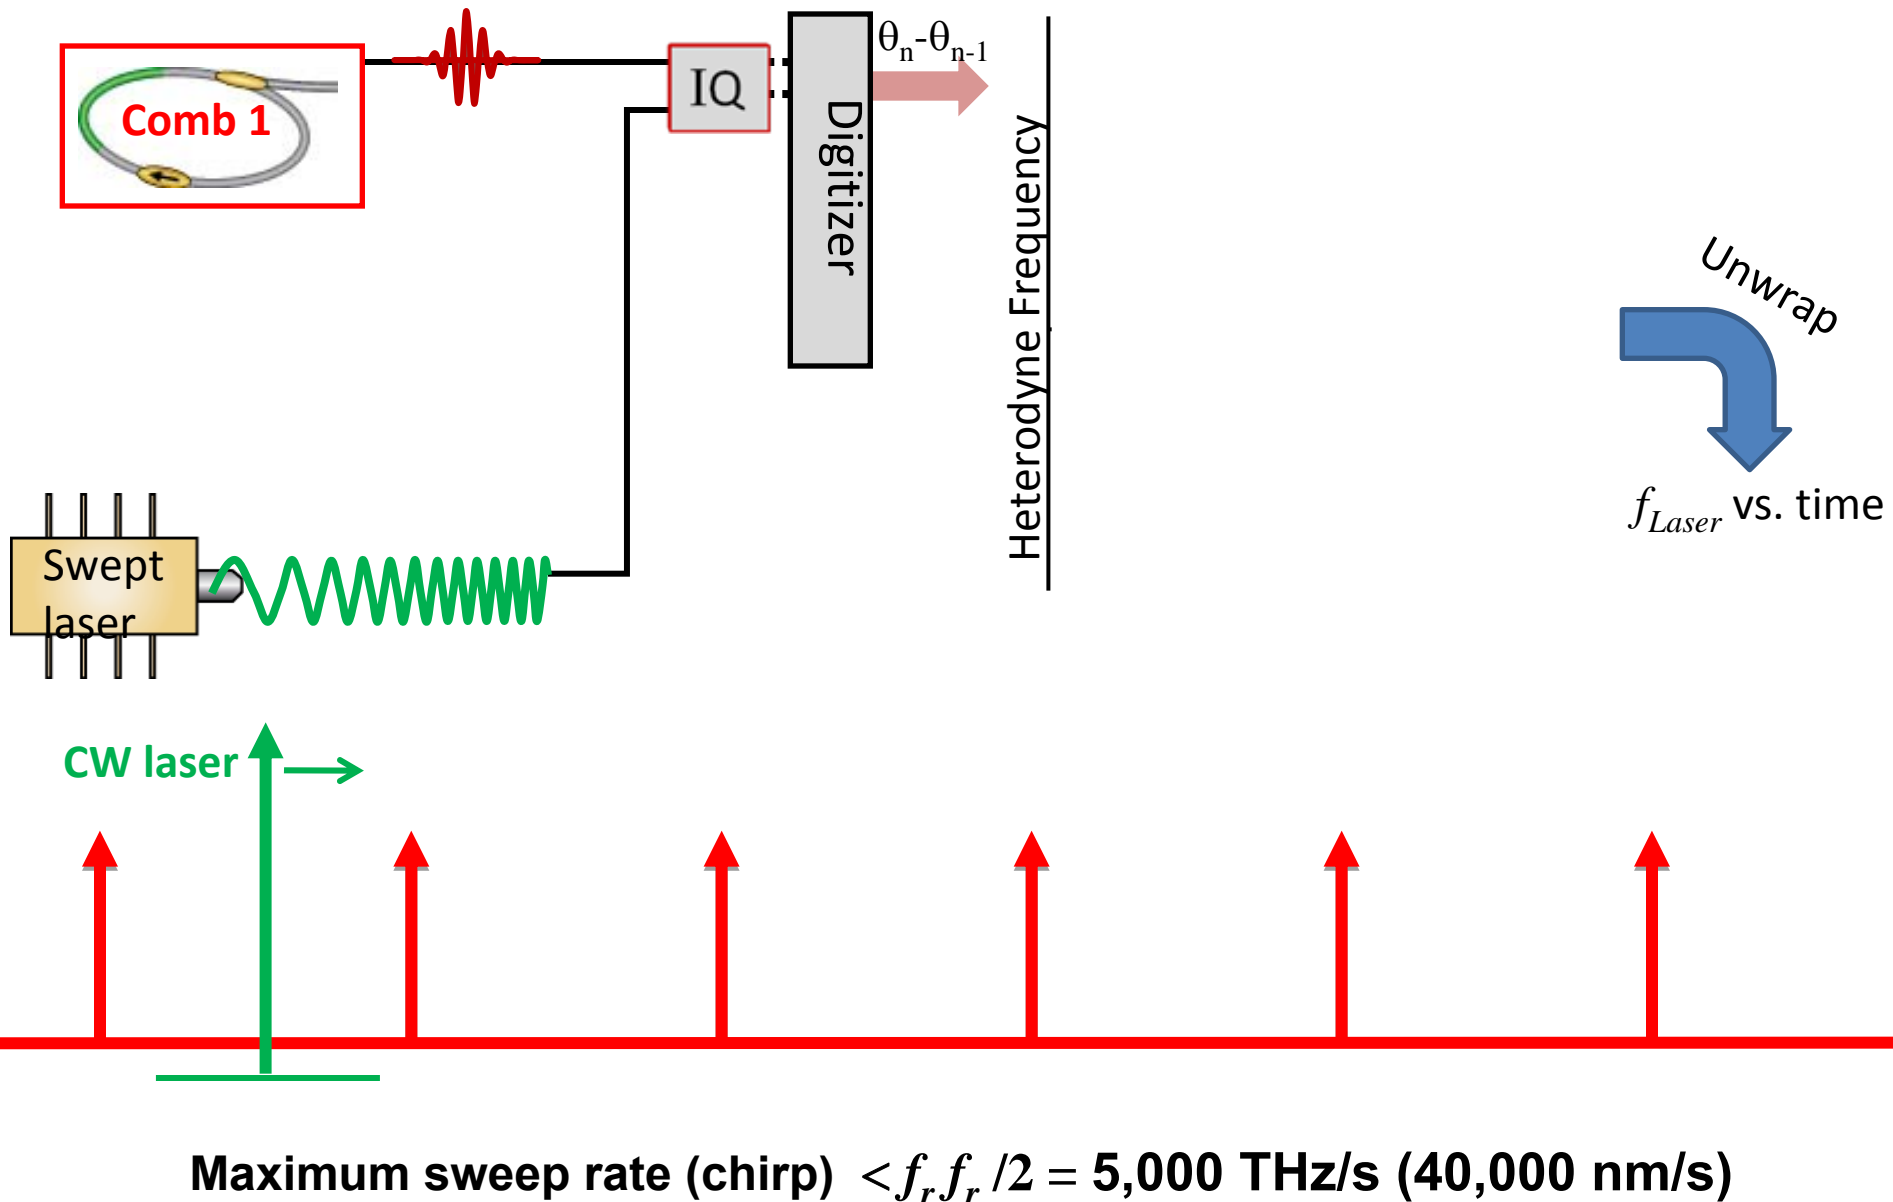 θn-θn-1
Comb 1
IQ
Digitizer
Heterodyne Frequency
Unwrap
fLaser vs. time
Swept
laser
CW laser
Maximum sweep rate (chirp) <frfr/2 = 5,000 THz/s (40,000 nm/s)